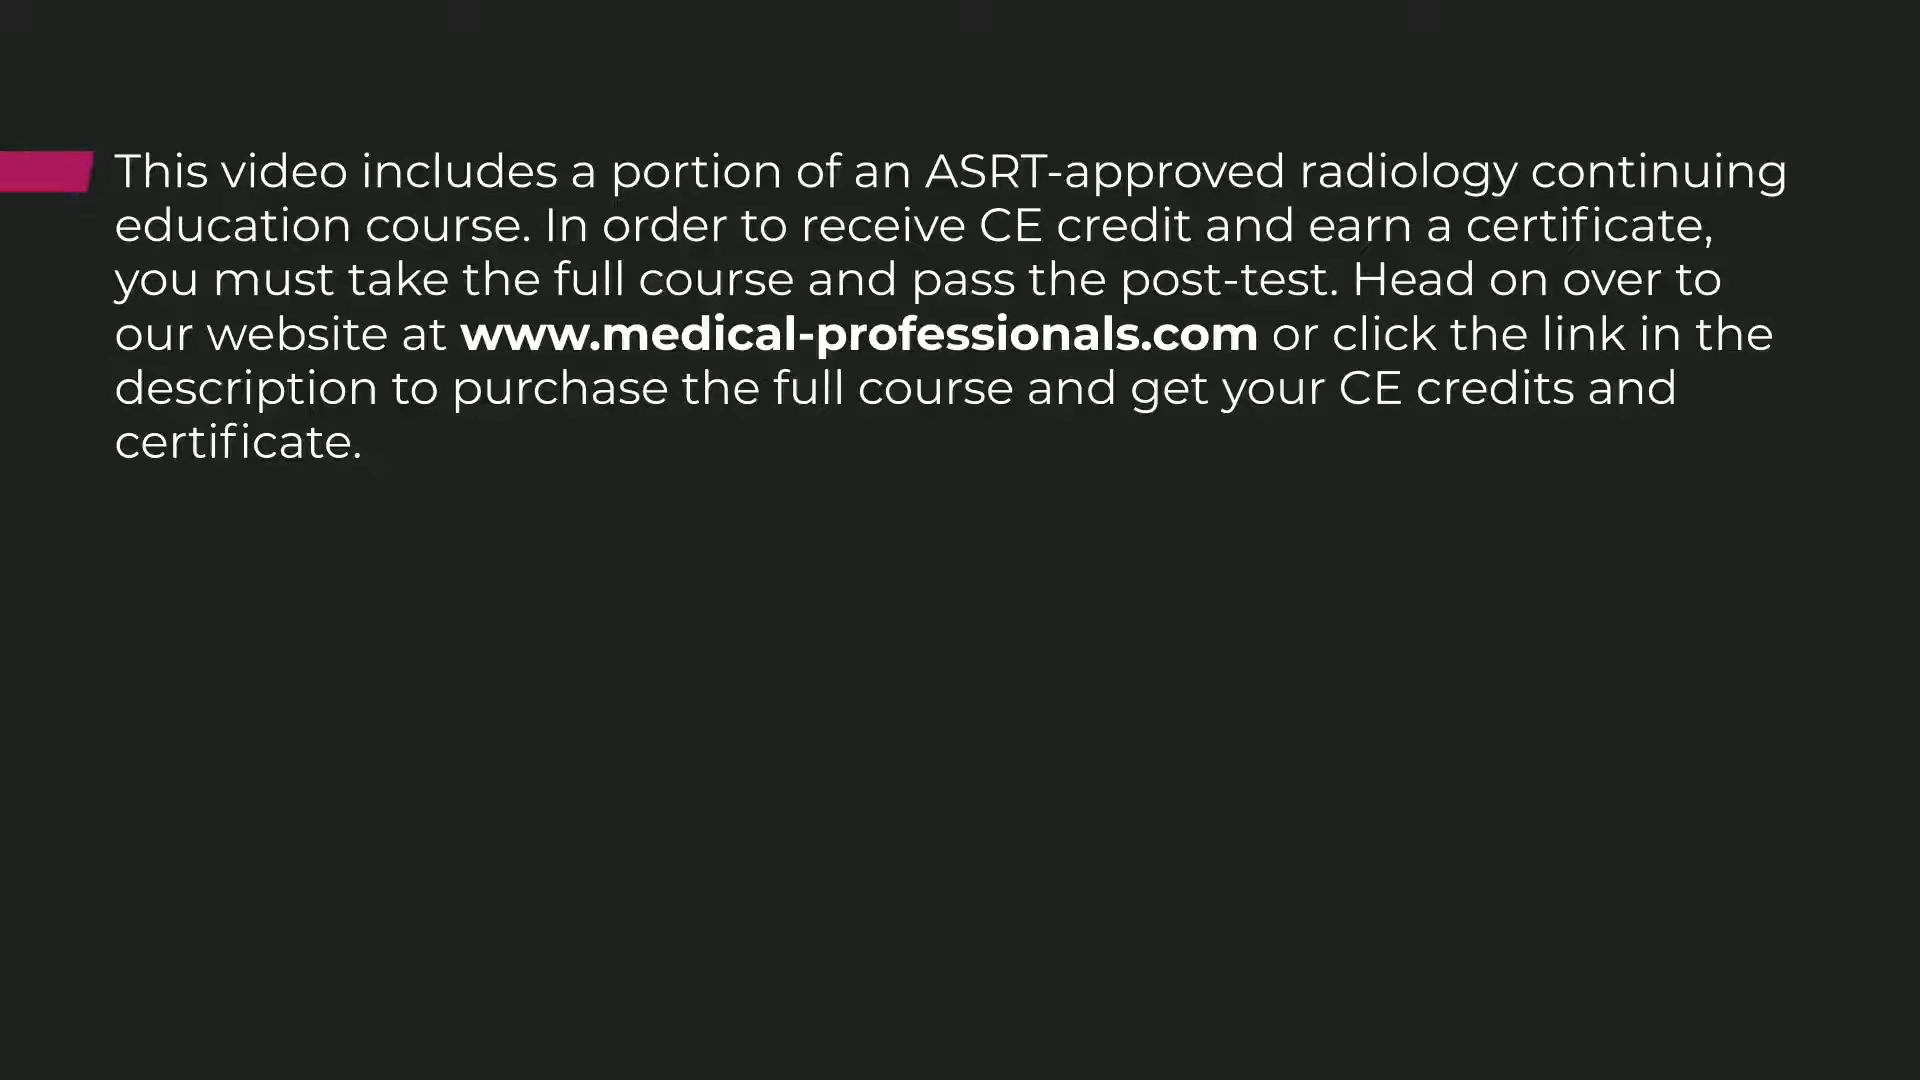 This video includes a portion of an ASRT-approved radiology continuing
education course. In order to receive CE credit and earn a certificate,
you must take the full course and pass the post-test. Head on over to
our website at www.medical-professionals.com or click the link in the
description to purchase the full course and get your CE credits and
certificate.